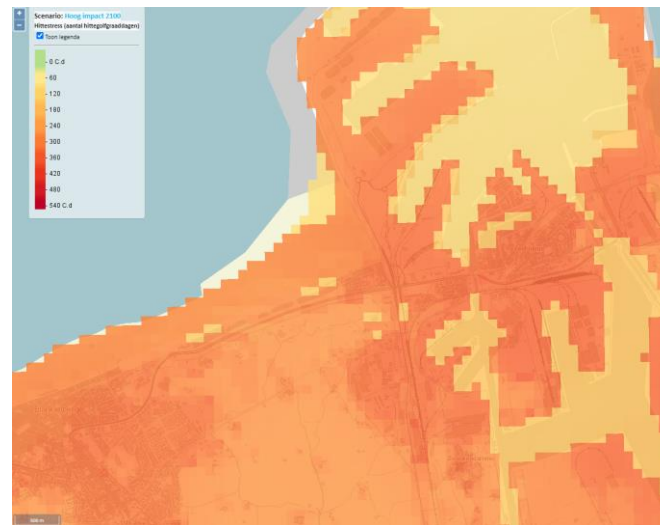 +
−
Scenario: Hoog impact 2100
Hittestress (aantal hittegolfgraaddagen)
Toon legenda
0 C.d
60
120
180
240
300
360
420
480
540 C.d
500 m